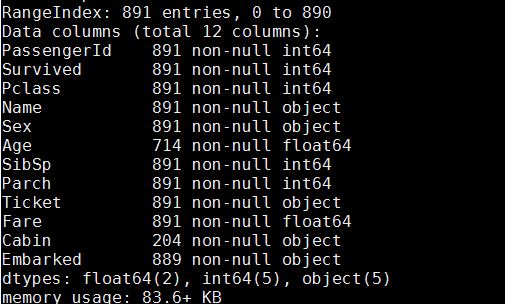 RangeIndex: 891 entries, 0 to 890
Data columns (total 12 columns):
PassengerId    891 non-null int64
Survived       891 non-null int64
Pclass         891 non-null int64
Name           891 non-null object
Sex            891 non-null object
Age            714 non-null float64
SibSp          891 non-null int64
Parch          891 non-null int64
Ticket         891 non-null object
Fare           891 non-null float64
Cabin          204 non-null object
Embarked       889 non-null object
dtypes: float64(2), int64(5), object(5)
memory usage: 83.6+ KB